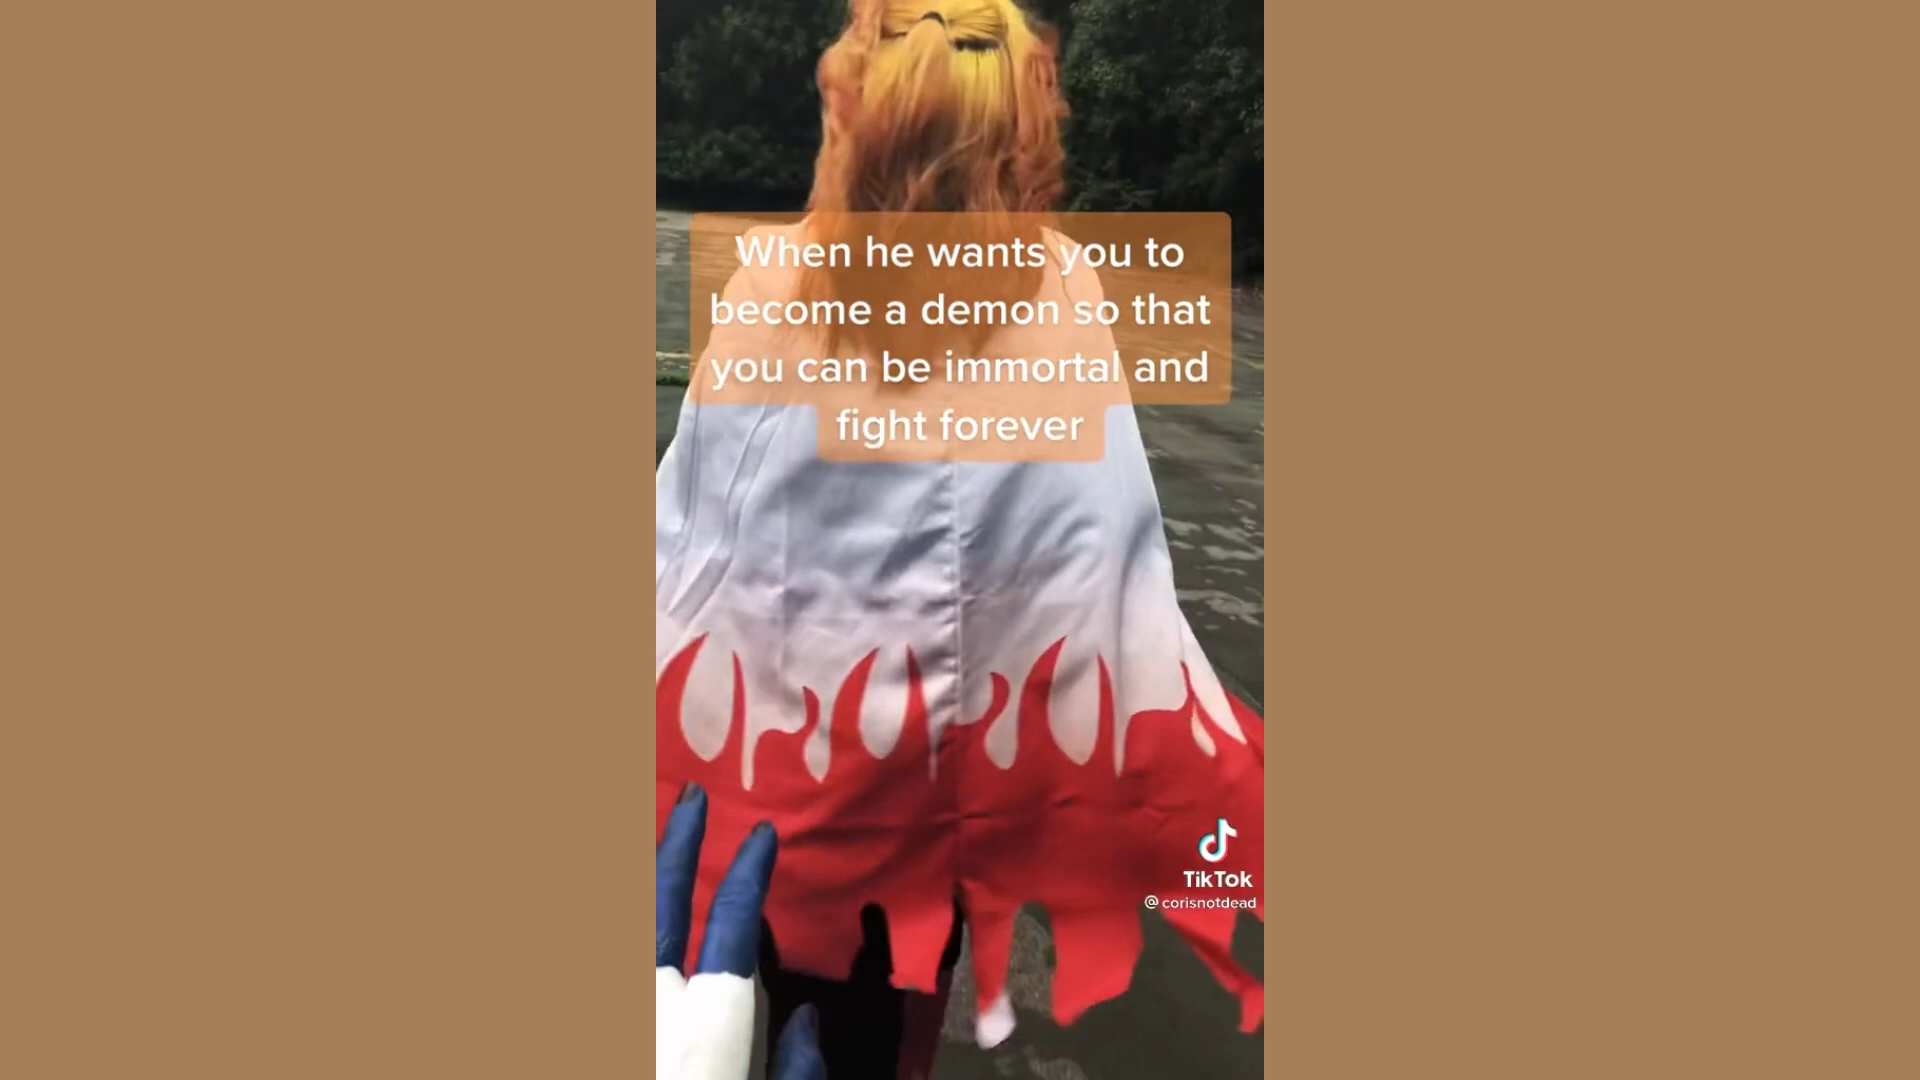 When he wants you to
become a demon so that
you can be immortal and
fight forever
TikTok
@corisnotdead